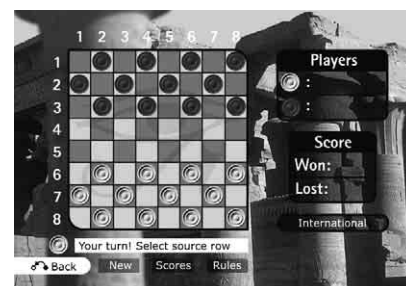 1 2 3 4 5 6 7 8
1
2
3
4
5
6
7
8
Players
:
:
Score
Won:
Lost:
International
Your turn! Select source row
Back New Scores Rules